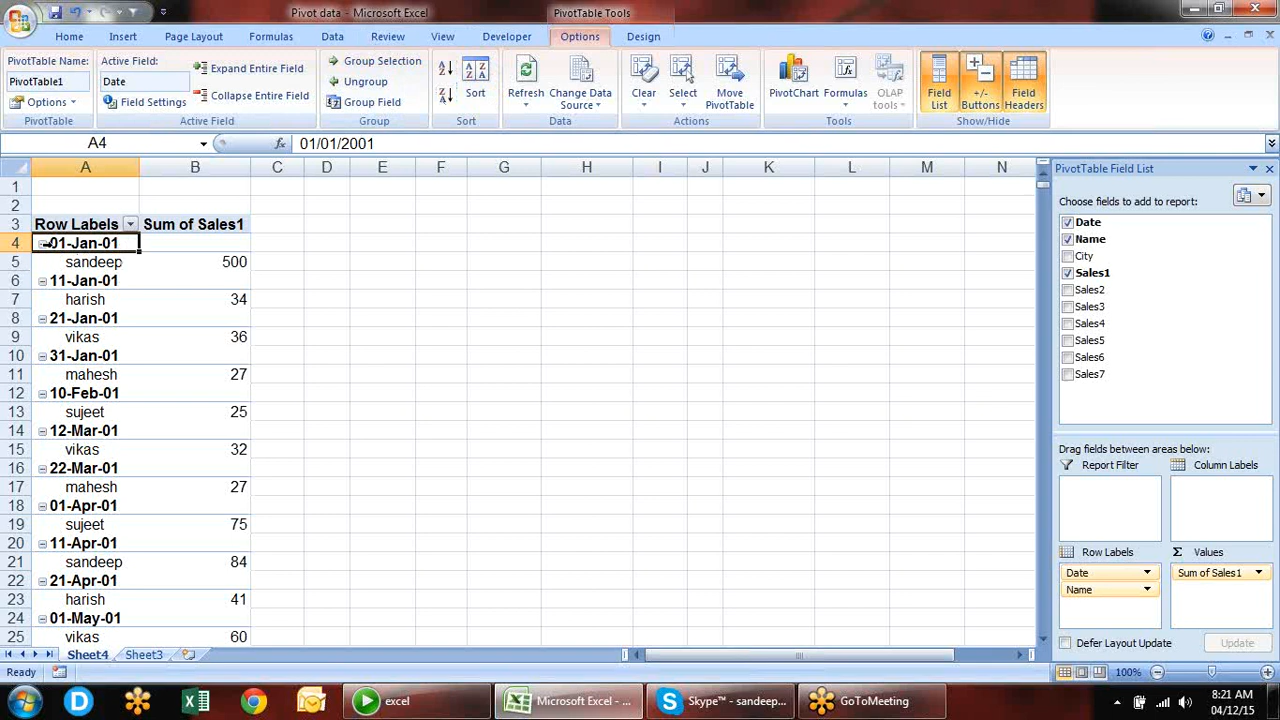 Pivot data - Microsoft Excel
PivotTable Tools
Home Insert Page Layout Formulas Data Review View Developer Options Design
PivotTable Name:
PivotTable1
Options
PivotTable
Active Field:
Date
Field Settings
Expand Entire Field
Collapse Entire Field
Active Field
Group Selection
Ungroup
Group Field
Group
Sort
Sort
Refresh
Change Data
Source
Data
Clear
Select
Move
PivotTable
Actions
PivotChart
Formulas
OLAP
tools
Tools
Field
List
+/-
Buttons
Field
Headers
Show/Hide
A4
fx
01/01/2001
A B C D E F G H I J K L M N
1
2
3 Row Labels Sum of Sales1
4 01-Jan-01
5 sandeep 500
6 11-Jan-01
7 harish 34
8 21-Jan-01
9 vikas 36
10 31-Jan-01
11 mahesh 27
12 10-Feb-01
13 sujeet 25
14 12-Mar-01
15 vikas 32
16 22-Mar-01
17 mahesh 27
18 01-Apr-01
19 sujeet 75
20 11-Apr-01
21 sandeep 84
22 21-Apr-01
23 harish 41
24 01-May-01
25 vikas 60
PivotTable Field List
Choose fields to add to report:
Date
Name
City
Sales1
Sales2
Sales3
Sales4
Sales5
Sales6
Sales7
Drag fields between areas below:
Report Filter
Column Labels
Row Labels
Σ Values
Date
Name
Sum of Sales1
Defer Layout Update
Update
Sheet4 Sheet3
Ready
100%
excel
Microsoft Excel - ...
Skype™ - sandeep...
GoToMeeting
8:21 AM
04/12/15